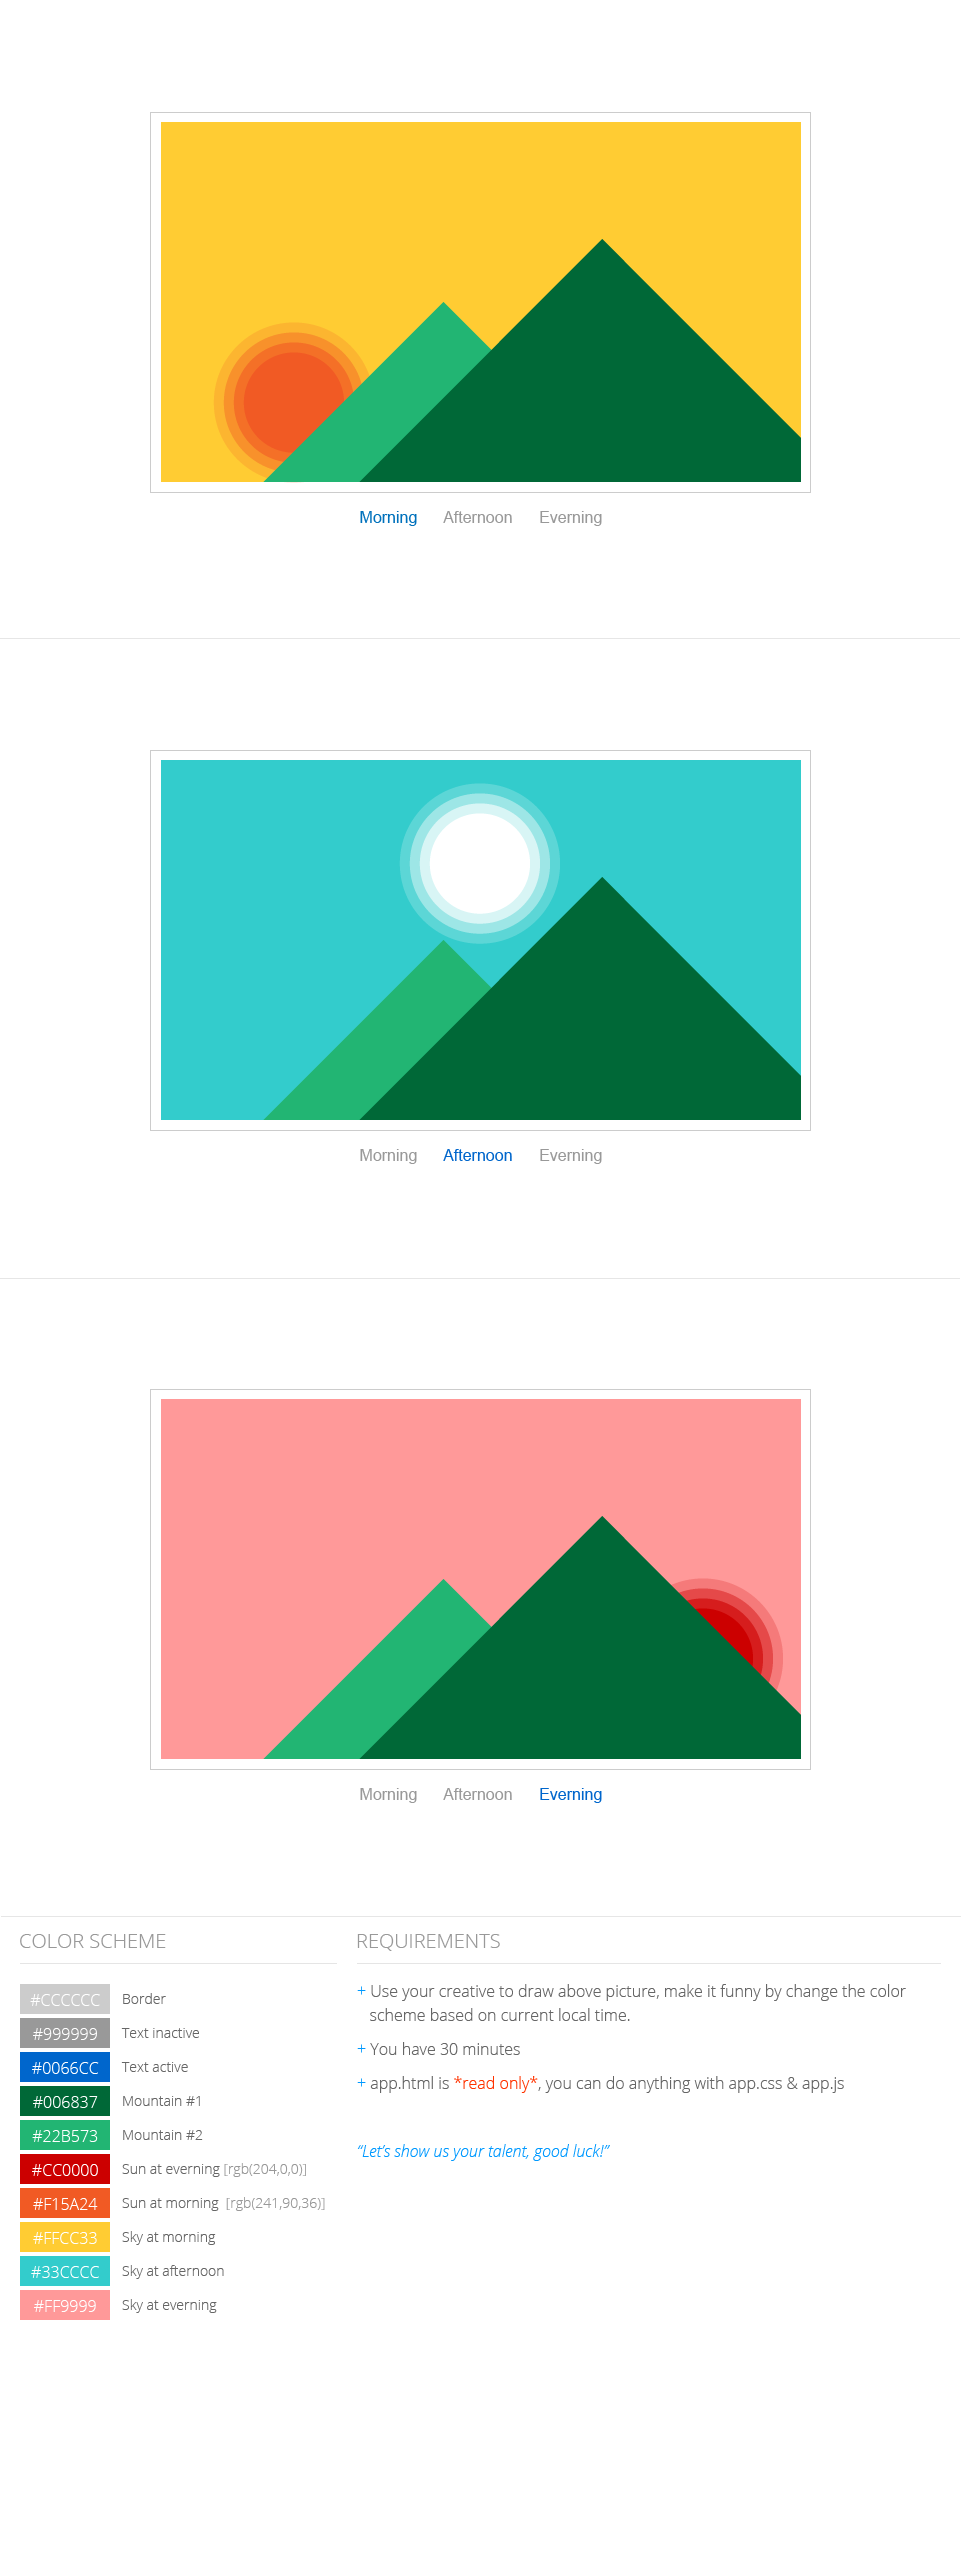 Morning Afternoon Everning
Morning Afternoon Everning
Morning Afternoon Everning
COLOR SCHEME
#CCCCCC Border
#999999 Text inactive
#0066CC Text active
#006837 Mountain #1
#22B573 Mountain #2
#CC0000 Sun at everning [rgb(204,0,0)]
#F15A24 Sun at morning [rgb(241,90,36)]
#FFCC33 Sky at morning
#33CCCC Sky at afternoon
#FF9999 Sky at everning
REQUIREMENTS
+ Use your creative to draw above picture, make it funny by change the color
scheme based on current local time.
+ You have 30 minutes
+ app.html is *read only*, you can do anything with app.css & app.js
“Let’s show us your talent, good luck!”